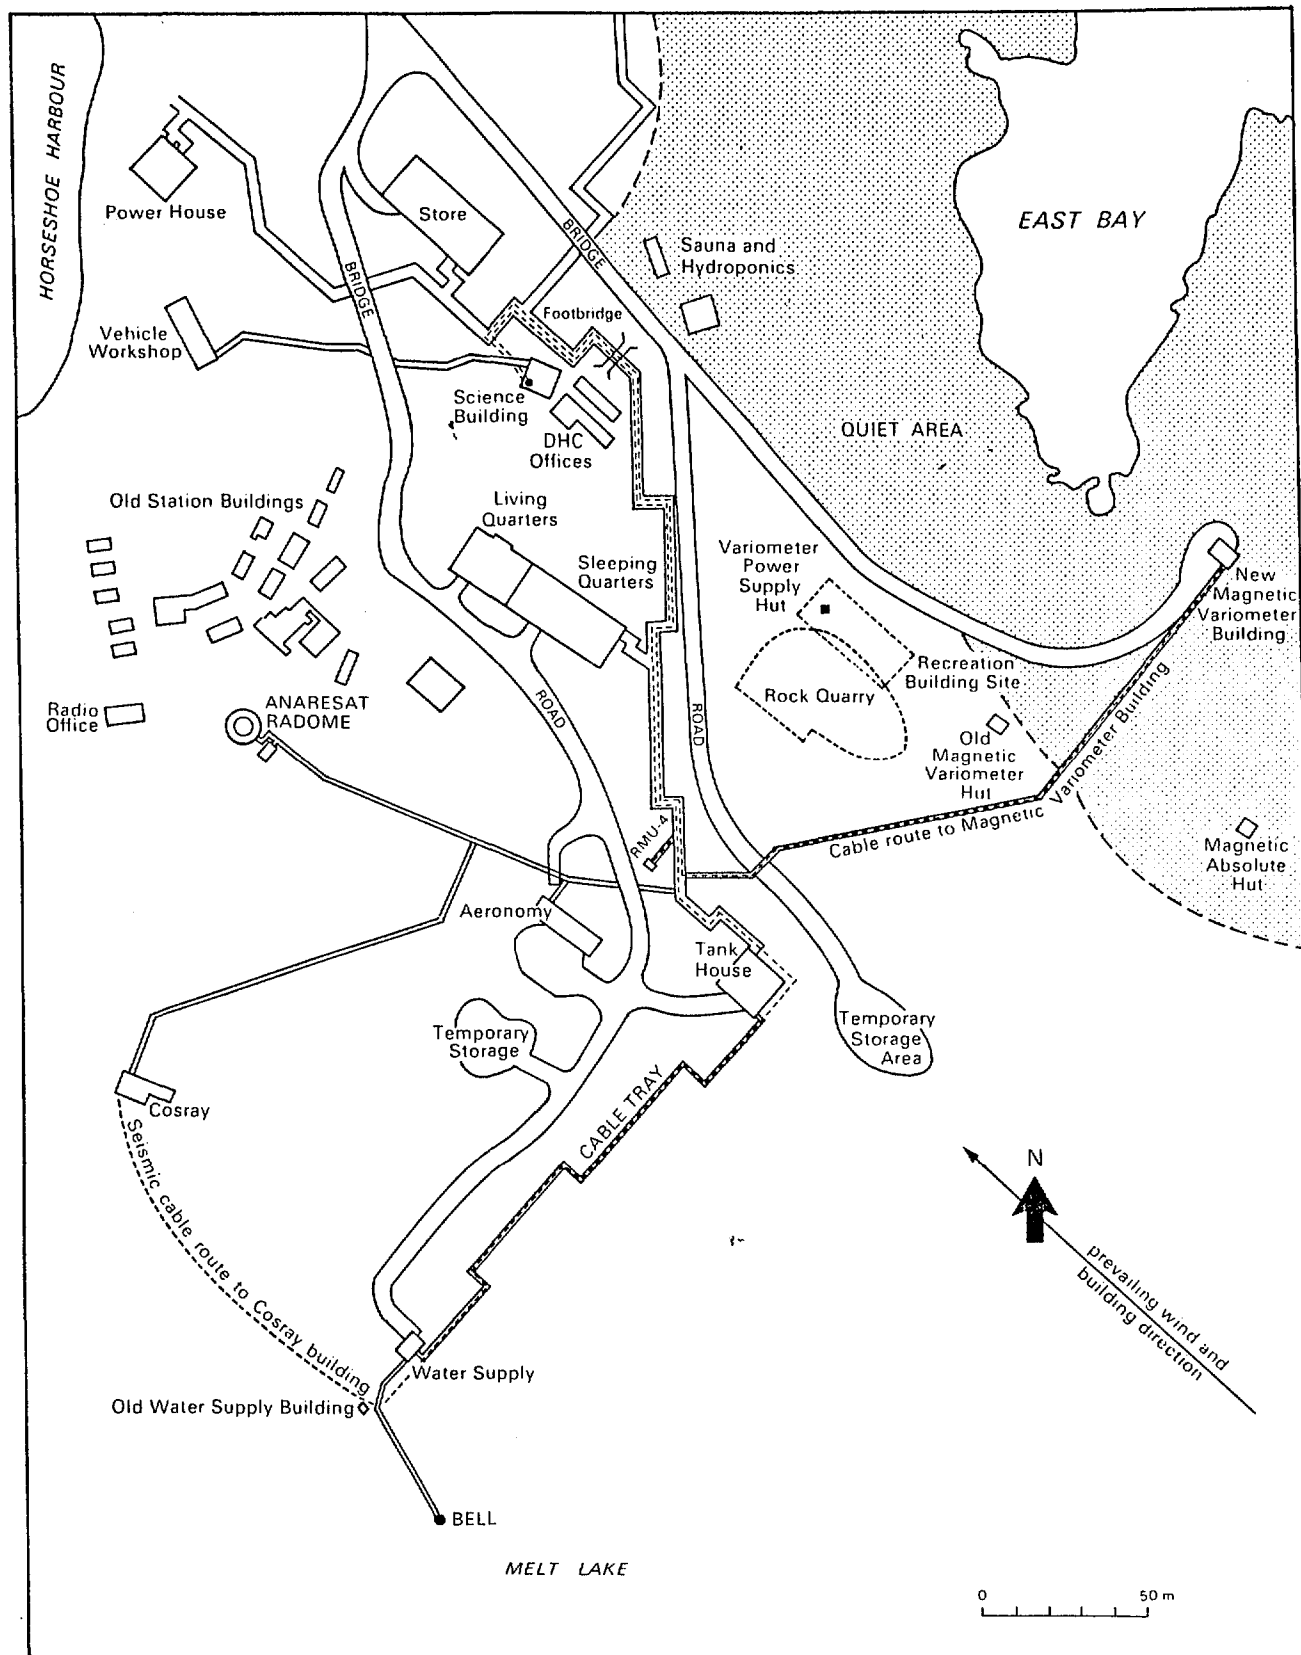 HORSESHOE HARBOUR
EAST BAY
Power House
Store
BRIDGE
BRIDGE
Sauna and
Hydroponics
Footbridge
Vehicle
Workshop
Science
Building
DHC
Offices
QUIET AREA
Old Station Buildings
Living
Quarters
Sleeping
Quarters
Variometer
Power
Supply
Hut
New
Magnetic
Variometer
Building
Recreation
Building Site
Rock Quarry
Radio
Office
ANARESAT
RADOME
ROAD
ROAD
Old
Magnetic
Variometer
Hut
Cable route to Magnetic Variometer Building
RMU-4
Magnetic
Absolute
Hut
Aeronomy
Tank
House
Temporary
Storage
Temporary
Storage
Area
CABLE TRAY
Cosray
Seismic cable route to Cosray building
N
prevailing wind and
building direction
Water Supply
Old Water Supply Building
BELL
MELT LAKE
0 50 m